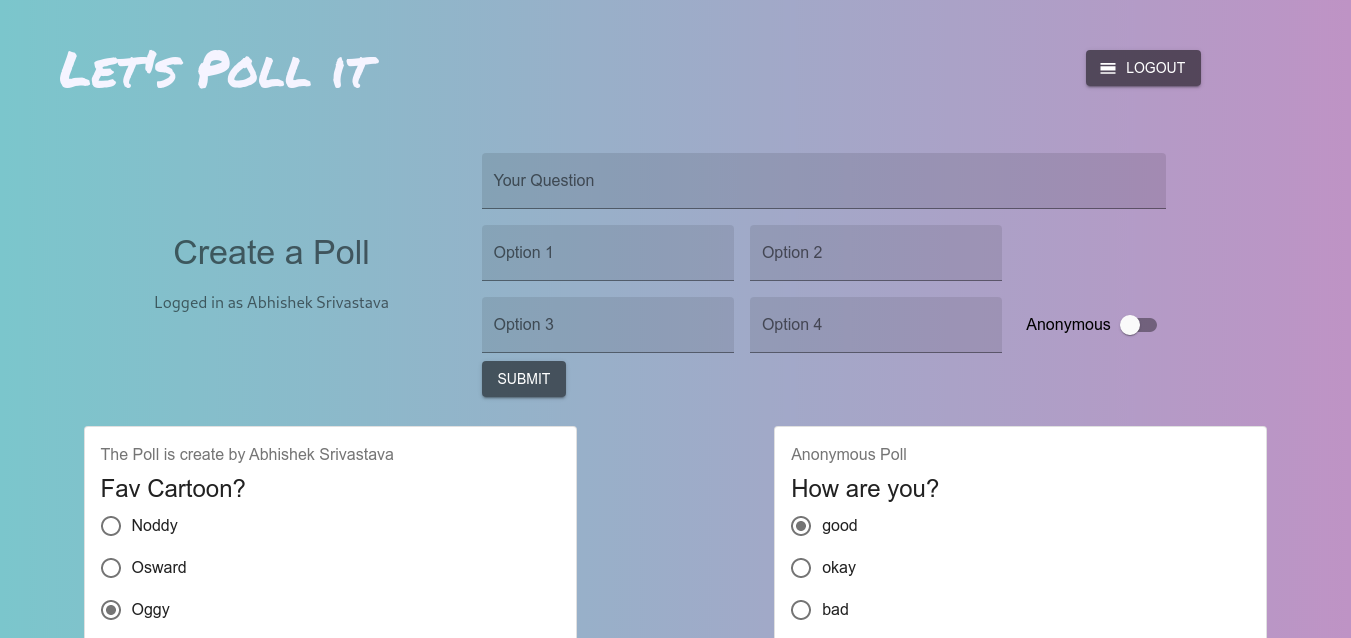 Let's Poll it
LOGOUT
Your Question
Create a Poll
Logged in as Abhishek Srivastava
Option 1
Option 2
Option 3
Option 4
Anonymous
SUBMIT
The Poll is create by Abhishek Srivastava
Fav Cartoon?
Noddy
Osward
Oggy
Anonymous Poll
How are you?
good
okay
bad